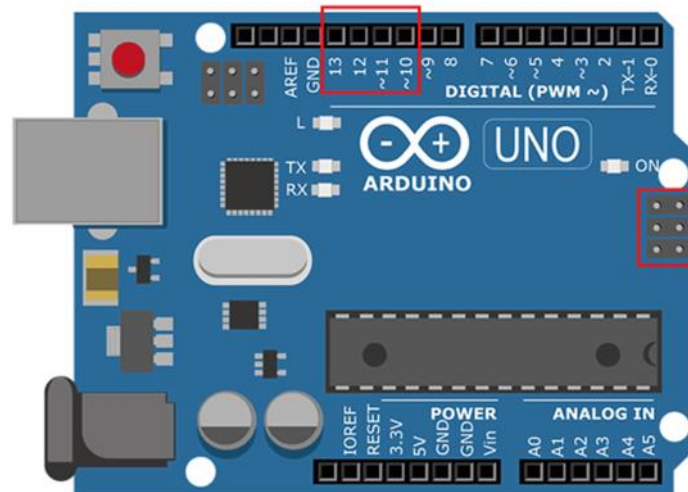 AREF
GND
13
12
~11
~10
~9
8
7
~6
~5
4
~3
2
TX-1
RX-0
DIGITAL (PWM ~)
L
TX
RX
- +
ARDUINO
UNO
ON
POWER
ANALOG IN
IOREF
RESET
3.3V
5V
GND
GND
Vin
A0
A1
A2
A3
A4
A5